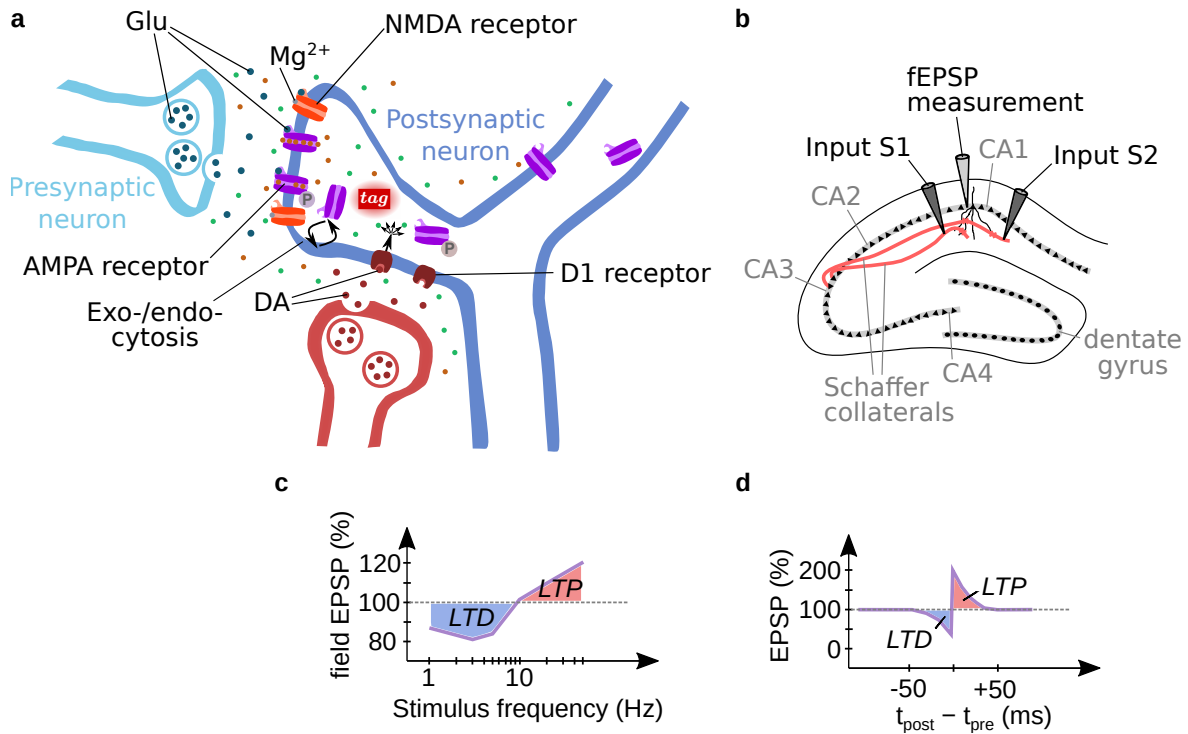 a
Glu
Mg2+
NMDA receptor
Postsynaptic
neuron
Presynaptic
neuron
P
tag
P
AMPA receptor
DA
D1 receptor
Exo-/endo-
cytosis
b
fEPSP
measurement
Input S1
CA1
Input S2
CA2
CA3
dentate
gyrus
CA4
Schaffer
collaterals
c
field EPSP (%)
120
100
80
LTD
LTP
1
10
Stimulus frequency (Hz)
d
EPSP (%)
200
100
0
LTP
LTD
-50
+50
tpost − tpre (ms)